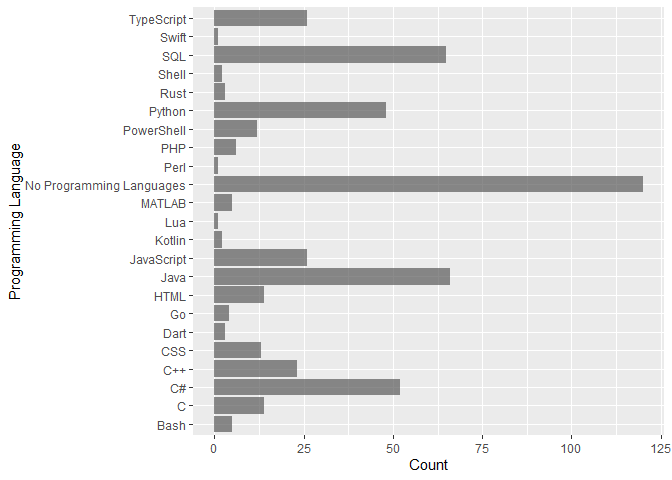 TypeScript
Swift
SQL
Shell
Rust
Python
PowerShell
PHP
Perl
No Programming Languages
MATLAB
Lua
Kotlin
JavaScript
Java
HTML
Go
Dart
CSS
C++
C#
C
Bash
Programming Language
0 25 50 75 100 125
Count